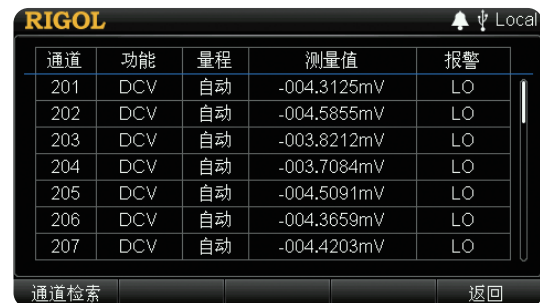 RIGOL Local
通道 功能 量程 测量值 报警
201 DCV 自动 -004.3125mV LO
202 DCV 自动 -004.5855mV LO
203 DCV 自动 -003.8212mV LO
204 DCV 自动 -003.7084mV LO
205 DCV 自动 -004.5091mV LO
206 DCV 自动 -004.3659mV LO
207 DCV 自动 -004.4203mV LO
通道检索 返回